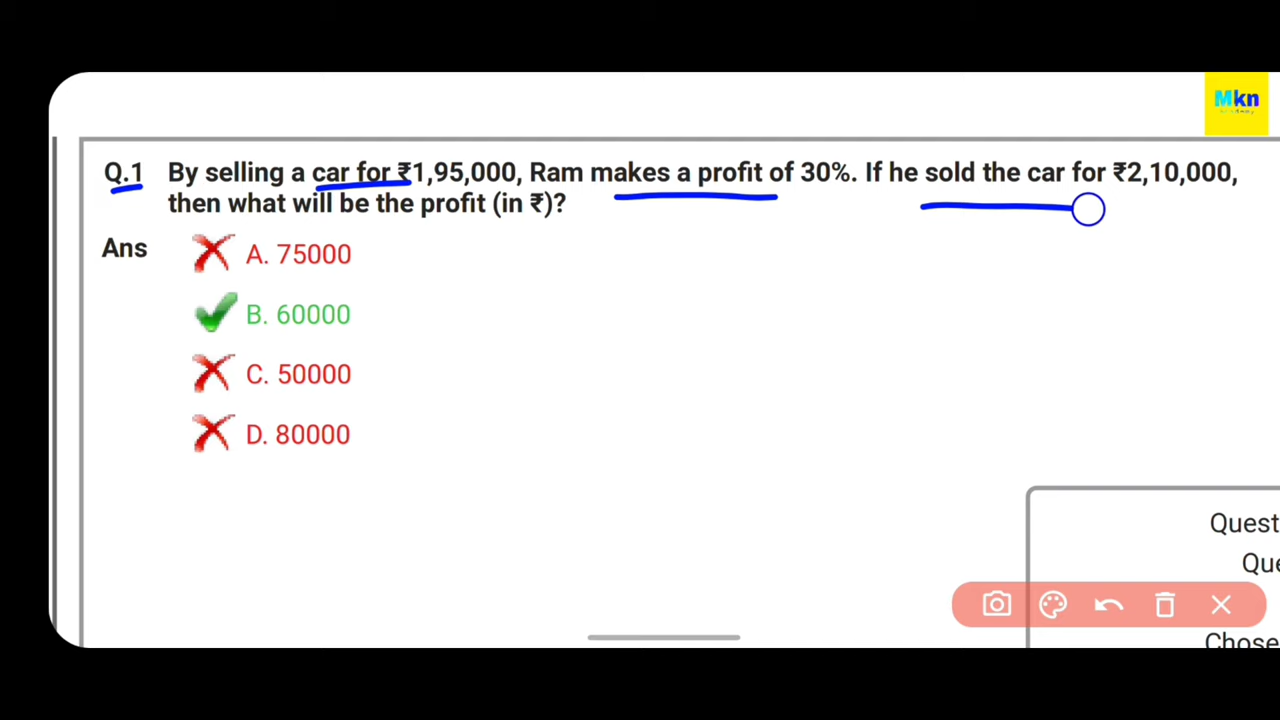 Mkn
Q.1 By selling a car for ₹1,95,000, Ram makes a profit of 30%. If he sold the car for ₹2,10,000,
then what will be the profit (in ₹)?
Ans
A. 75000
B. 60000
C. 50000
D. 80000
Quest
Que
Chose